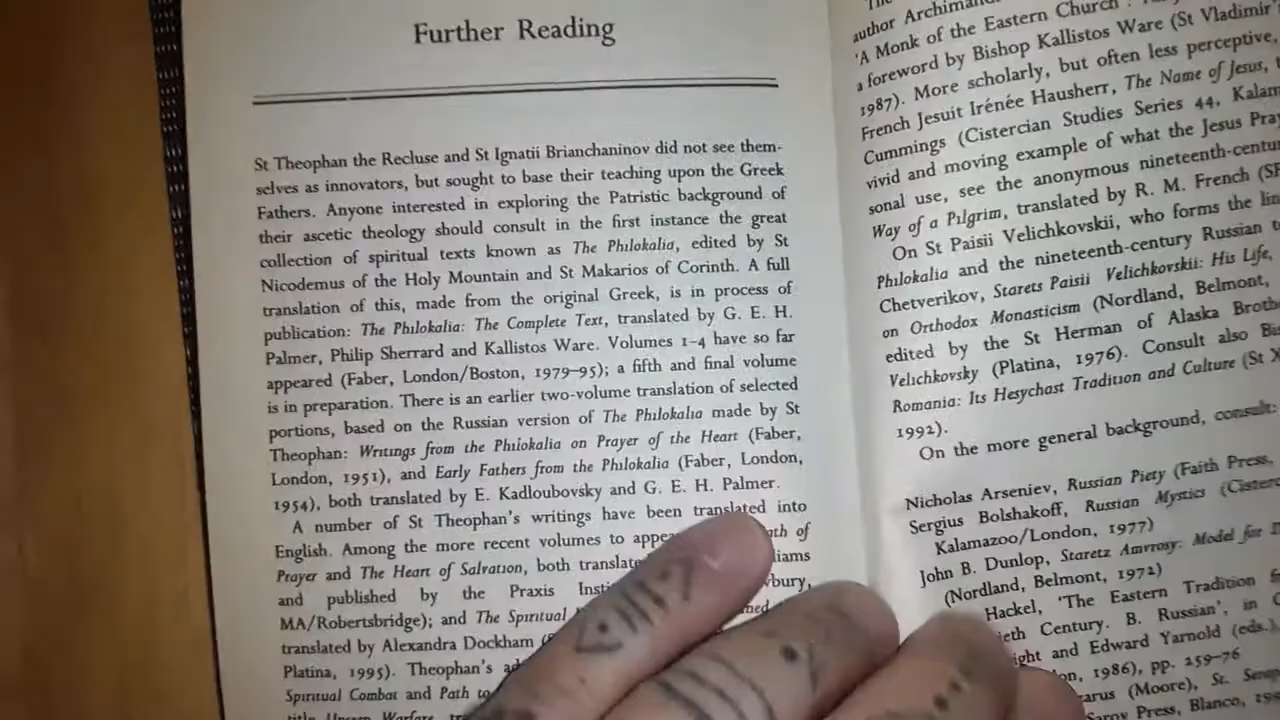 Further Reading
St Theophan the Recluse and St Ignatii Brianchaninov did not see them-
selves as innovators, but sought to base their teaching upon the Greek
Fathers. Anyone interested in exploring the Patristic background of
their ascetic theology should consult in the first instance the great
collection of spiritual texts known as The Philokalia, edited by St
Nicodemus of the Holy Mountain and St Makarios of Corinth. A full
translation of this, made from the original Greek, is in process of
publication: The Philokalia: The Complete Text, translated by G. E. H.
Palmer, Philip Sherrard and Kallistos Ware. Volumes 1–4 have so far
appeared (Faber, London/Boston, 1979–95); a fifth and final volume
is in preparation. There is an earlier two-volume translation of selected
portions, based on the Russian version of The Philokalia made by St
Theophan: Writings from the Philokalia on Prayer of the Heart (Faber,
London, 1951), and Early Fathers from the Philokalia (Faber, London,
1954), both translated by E. Kadloubovsky and G. E. H. Palmer.
A number of St Theophan's writings have been translated into
English. Among the more recent volumes to of
Prayer and The Heart of Salvation, both
and published by the Praxis
MA/Robertsbridge); and The Spiritual
translated by Alexandra Dockham
Platina, 1995). Theophan's
Spiritual Combat and Path to
title Unseen Warfare,
The
author
'A Monk of the Eastern Church'
a foreword by Bishop Kallistos Ware (St Vladimir's
1987). More scholarly, but often less perceptive,
French Jesuit Irénée Hausherr, The Name of Jesus,
Cummings (Cistercian Studies Series 44,
vivid and moving example of what the Jesus
sonal use, see the anonymous
Way of a Pilgrim, translated by R. M. French
On St Paisii Velichkovskii, who forms the
Philokalia and the nineteenth-century Russian
Chetverikov, Starets Paisii Velichkovskii: His Life,
on Orthodox Monasticism (Nordland, Belmont,
edited by the St Herman of Alaska
Velichkovsky (Platina, 1976). Consult also
Romania: Its Hesychast Tradition and Culture (St
1992).
On the more general background, consult:
Nicholas Arseniev, Russian Piety (Faith Press,
Sergius Bolshakoff, Russian Mystics
Kalamazoo/London, 1977)
John B. Dunlop, Staretz Amvrosy: Model for
(Nordland, Belmont, 1972)
Hackel, 'The Eastern Tradition
Century. B. Russian', in
and Edward Yarnold (eds.)
1986), pp. 259–76
(Moore), St.
Press, Blanco,